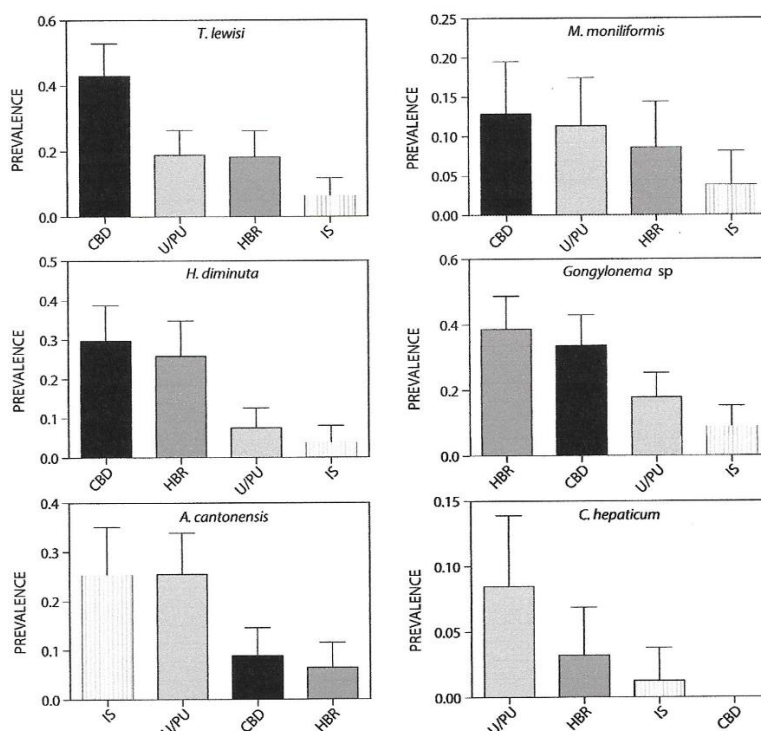 T. lewisi
PREVALENCE
0.6
0.4
0.2
0.0
CBD
U/PU
HBR
IS
M. moniliformis
PREVALENCE
0.25
0.20
0.15
0.10
0.05
0.00
CBD
U/PU
HBR
IS
H. diminuta
PREVALENCE
0.5
0.4
0.3
0.2
0.1
0.0
CBD
HBR
U/PU
IS
Gongylonema sp
PREVALENCE
0.6
0.4
0.2
0.0
HBR
CBD
U/PU
IS
A. cantonensis
PREVALENCE
0.4
0.3
0.2
0.1
0.0
IS
U/PU
CBD
HBR
C. hepaticum
PREVALENCE
0.15
0.10
0.05
0.00
U/PU
HBR
IS
CBD